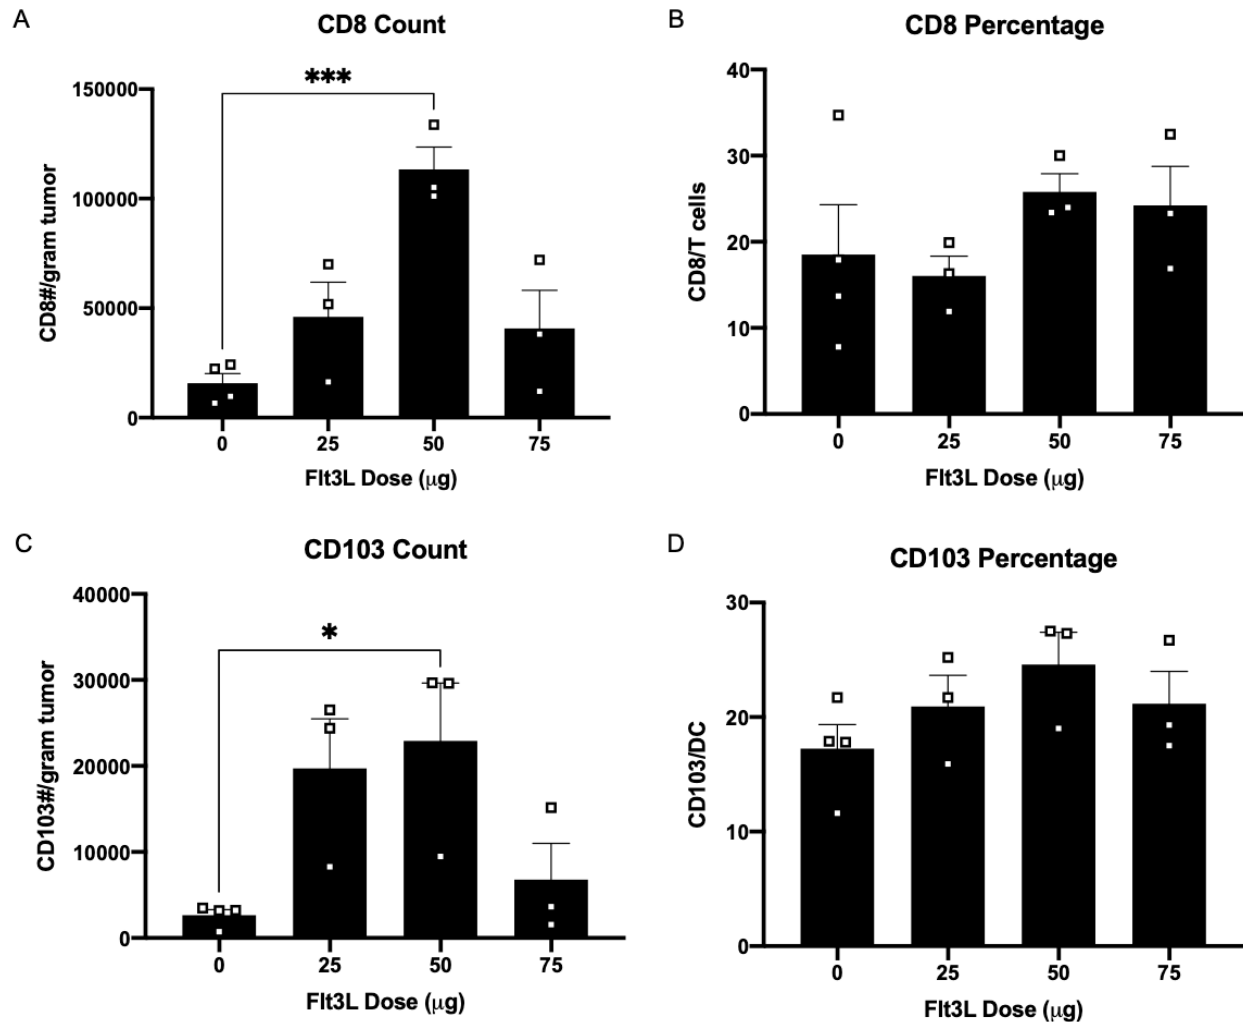 A
CD8 Count
***
CD8#/gram tumor
150000
100000
50000
0
0 25 50 75
Flt3L Dose (μg)
B
CD8 Percentage
CD8/T cells
40
30
20
10
0
0 25 50 75
Flt3L Dose (μg)
C
CD103 Count
*
CD103#/gram tumor
40000
30000
20000
10000
0
0 25 50 75
Flt3L Dose (μg)
D
CD103 Percentage
CD103/DC
30
20
10
0
0 25 50 75
Flt3L Dose (μg)